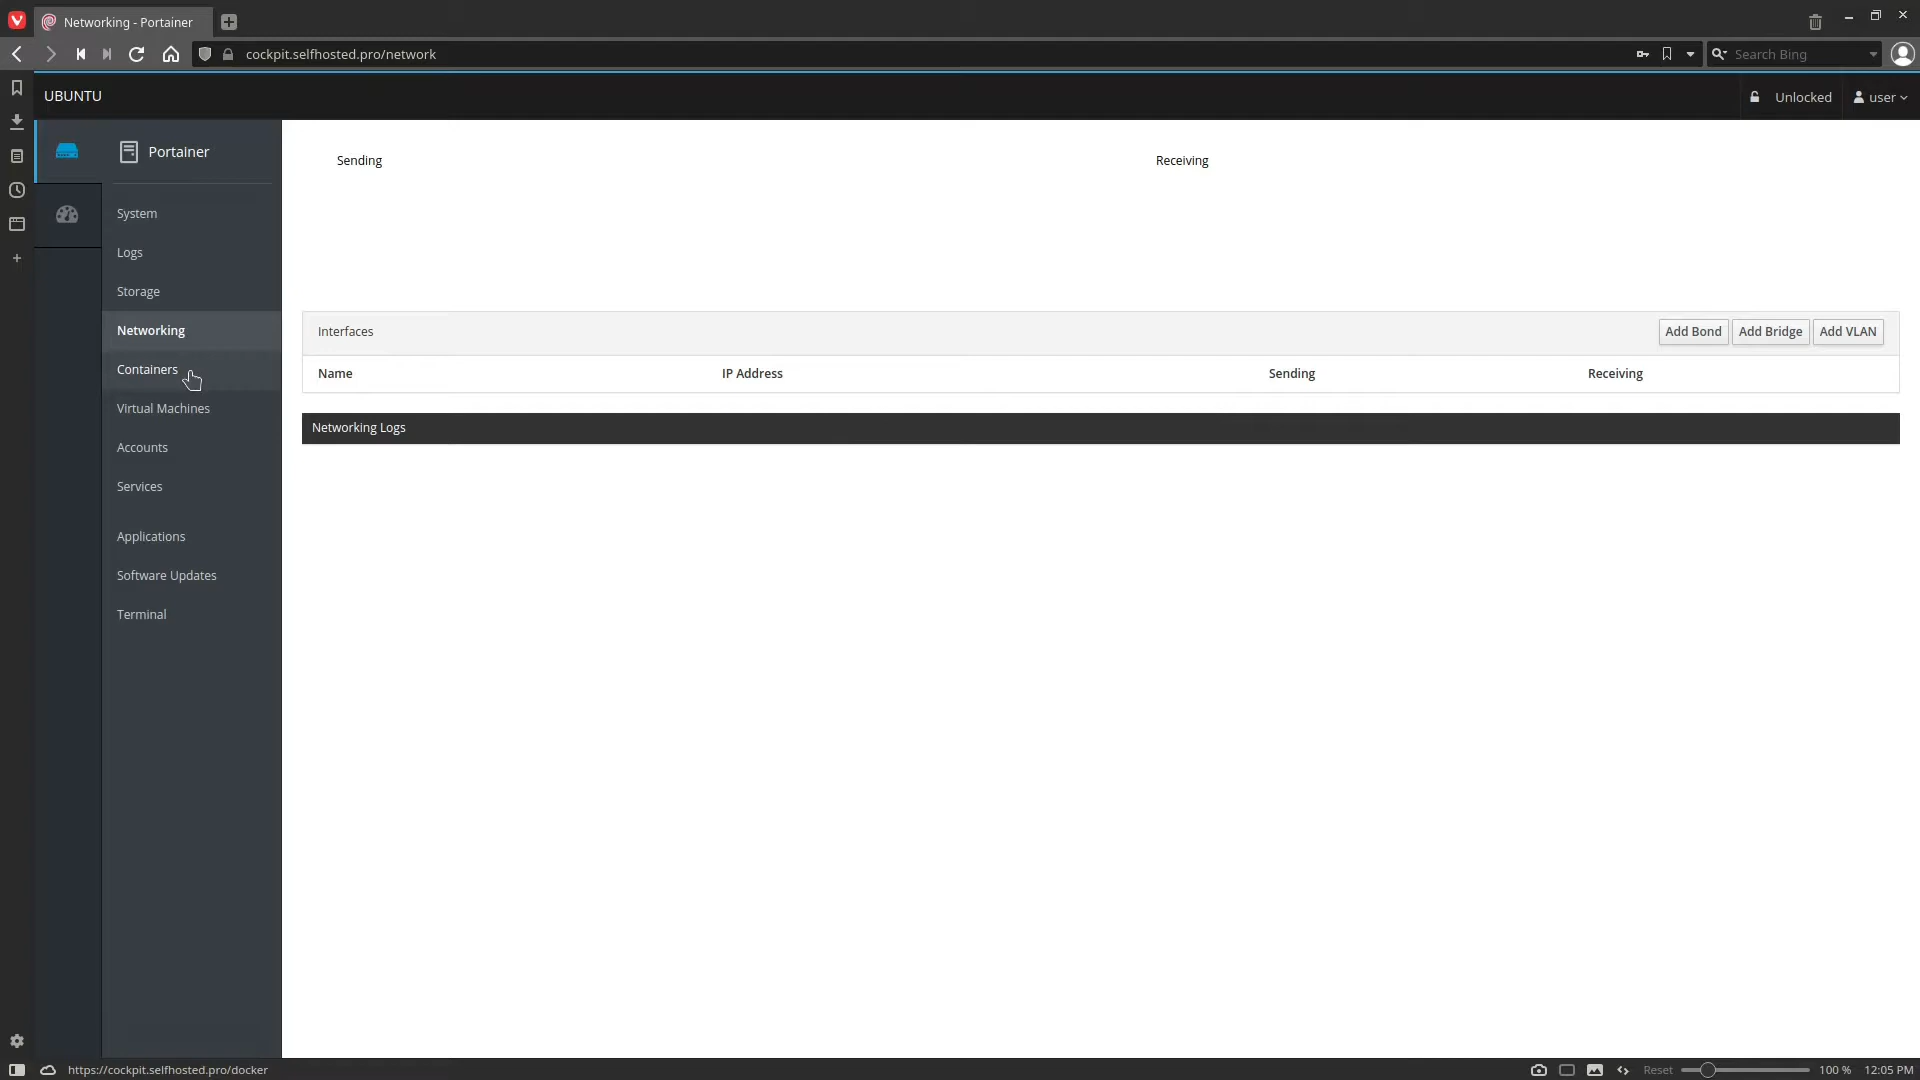 Networking - Portainer
cockpit.selfhosted.pro/network
Search Bing
UBUNTU
Unlocked
user
Portainer
System
Logs
Storage
Networking
Containers
Virtual Machines
Accounts
Services
Applications
Software Updates
Terminal
Sending
Receiving
Interfaces
Add Bond
Add Bridge
Add VLAN
Name IP Address Sending Receiving
Networking Logs
https://cockpit.selfhosted.pro/docker
Reset
100 %
12:05 PM